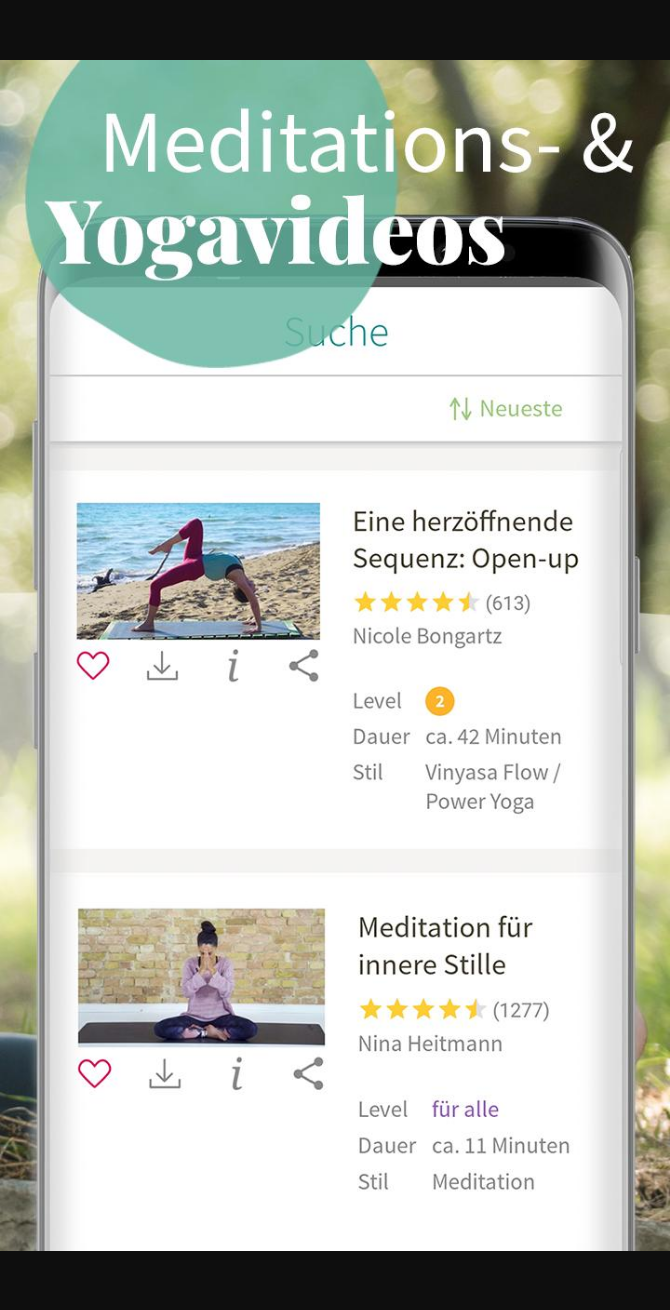 Meditations- &
Yogavideos
Suche
Neueste
Eine herzöffnende
Sequenz: Open-up
(613)
Nicole Bongartz
Level 2
Dauer ca. 42 Minuten
Stil Vinyasa Flow /
Power Yoga
Meditation für
innere Stille
(1277)
Nina Heitmann
Level für alle
Dauer ca. 11 Minuten
Stil Meditation